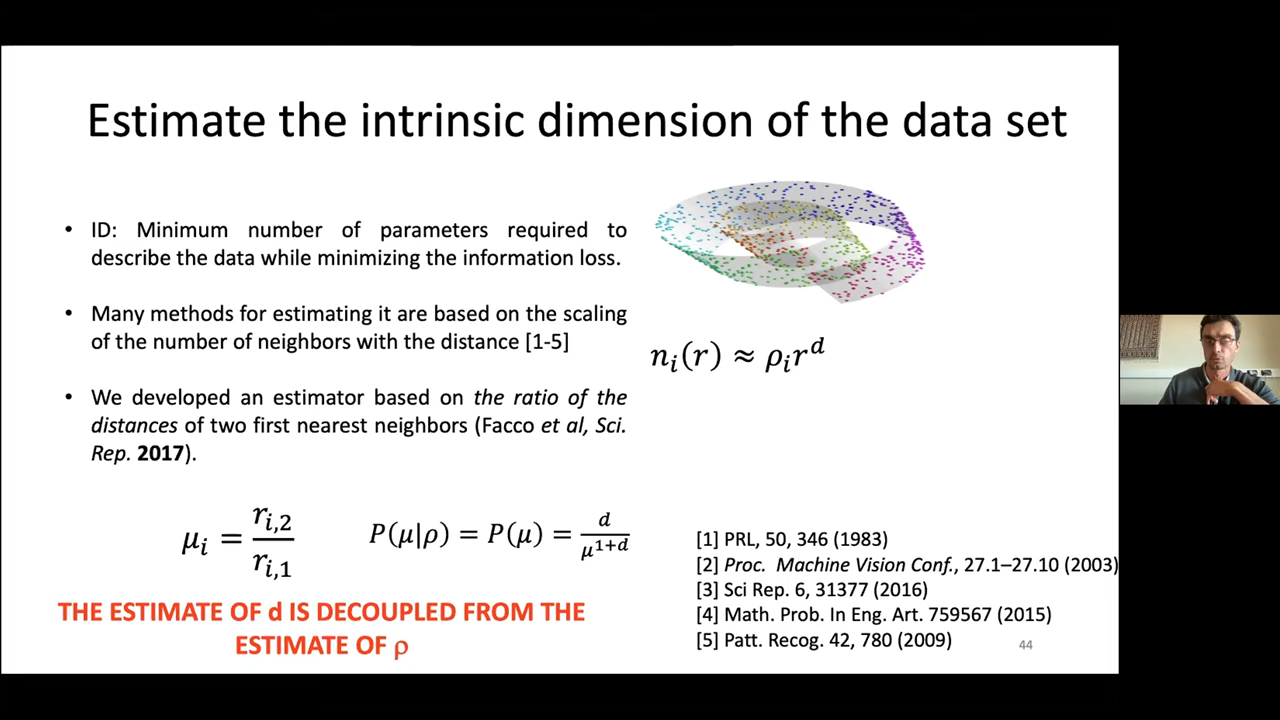 Estimate the intrinsic dimension of the data set
• ID: Minimum number of parameters required to
describe the data while minimizing the information loss.
• Many methods for estimating it are based on the scaling
of the number of neighbors with the distance [1-5]
n_i(r) ≈ ρ_i r^d
• We developed an estimator based on the ratio of the
distances of two first nearest neighbors (Facco et al, Sci.
Rep. 2017).
μ_i = r_{i,2} / r_{i,1}
P(μ|ρ) = P(μ) = d / μ^{1+d}
THE ESTIMATE OF d IS DECOUPLED FROM THE
ESTIMATE OF ρ
[1] PRL, 50, 346 (1983)
[2] Proc. Machine Vision Conf., 27.1–27.10 (2003)
[3] Sci Rep. 6, 31377 (2016)
[4] Math. Prob. In Eng. Art. 759567 (2015)
[5] Patt. Recog. 42, 780 (2009)
44